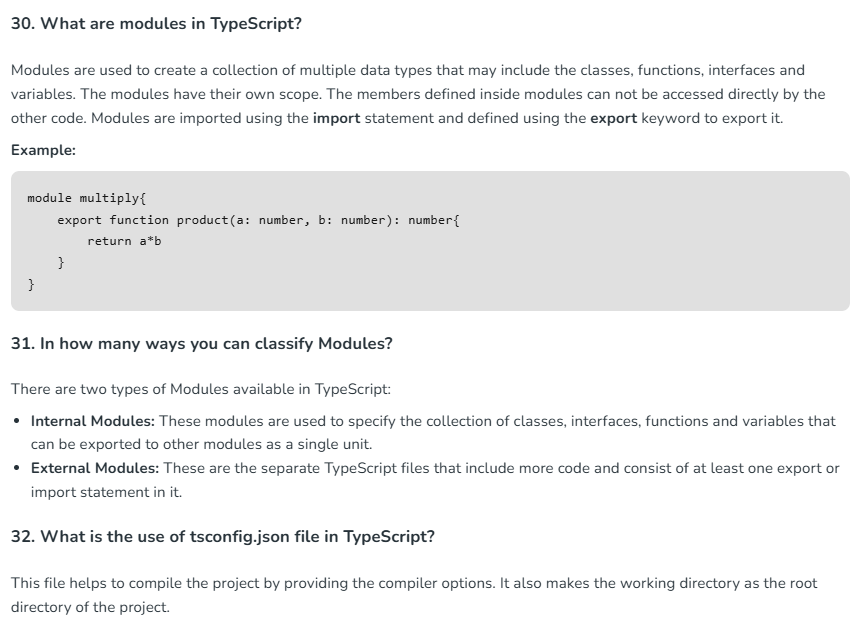 30. What are modules in TypeScript?
Modules are used to create a collection of multiple data types that may include the classes, functions, interfaces and
variables. The modules have their own scope. The members defined inside modules can not be accessed directly by the
other code. Modules are imported using the import statement and defined using the export keyword to export it.
Example:
module multiply{
    export function product(a: number, b: number): number{
        return a*b
    }
}
31. In how many ways you can classify Modules?
There are two types of Modules available in TypeScript:
• Internal Modules: These modules are used to specify the collection of classes, interfaces, functions and variables that
can be exported to other modules as a single unit.
• External Modules: These are the separate TypeScript files that include more code and consist of at least one export or
import statement in it.
32. What is the use of tsconfig.json file in TypeScript?
This file helps to compile the project by providing the compiler options. It also makes the working directory as the root
directory of the project.